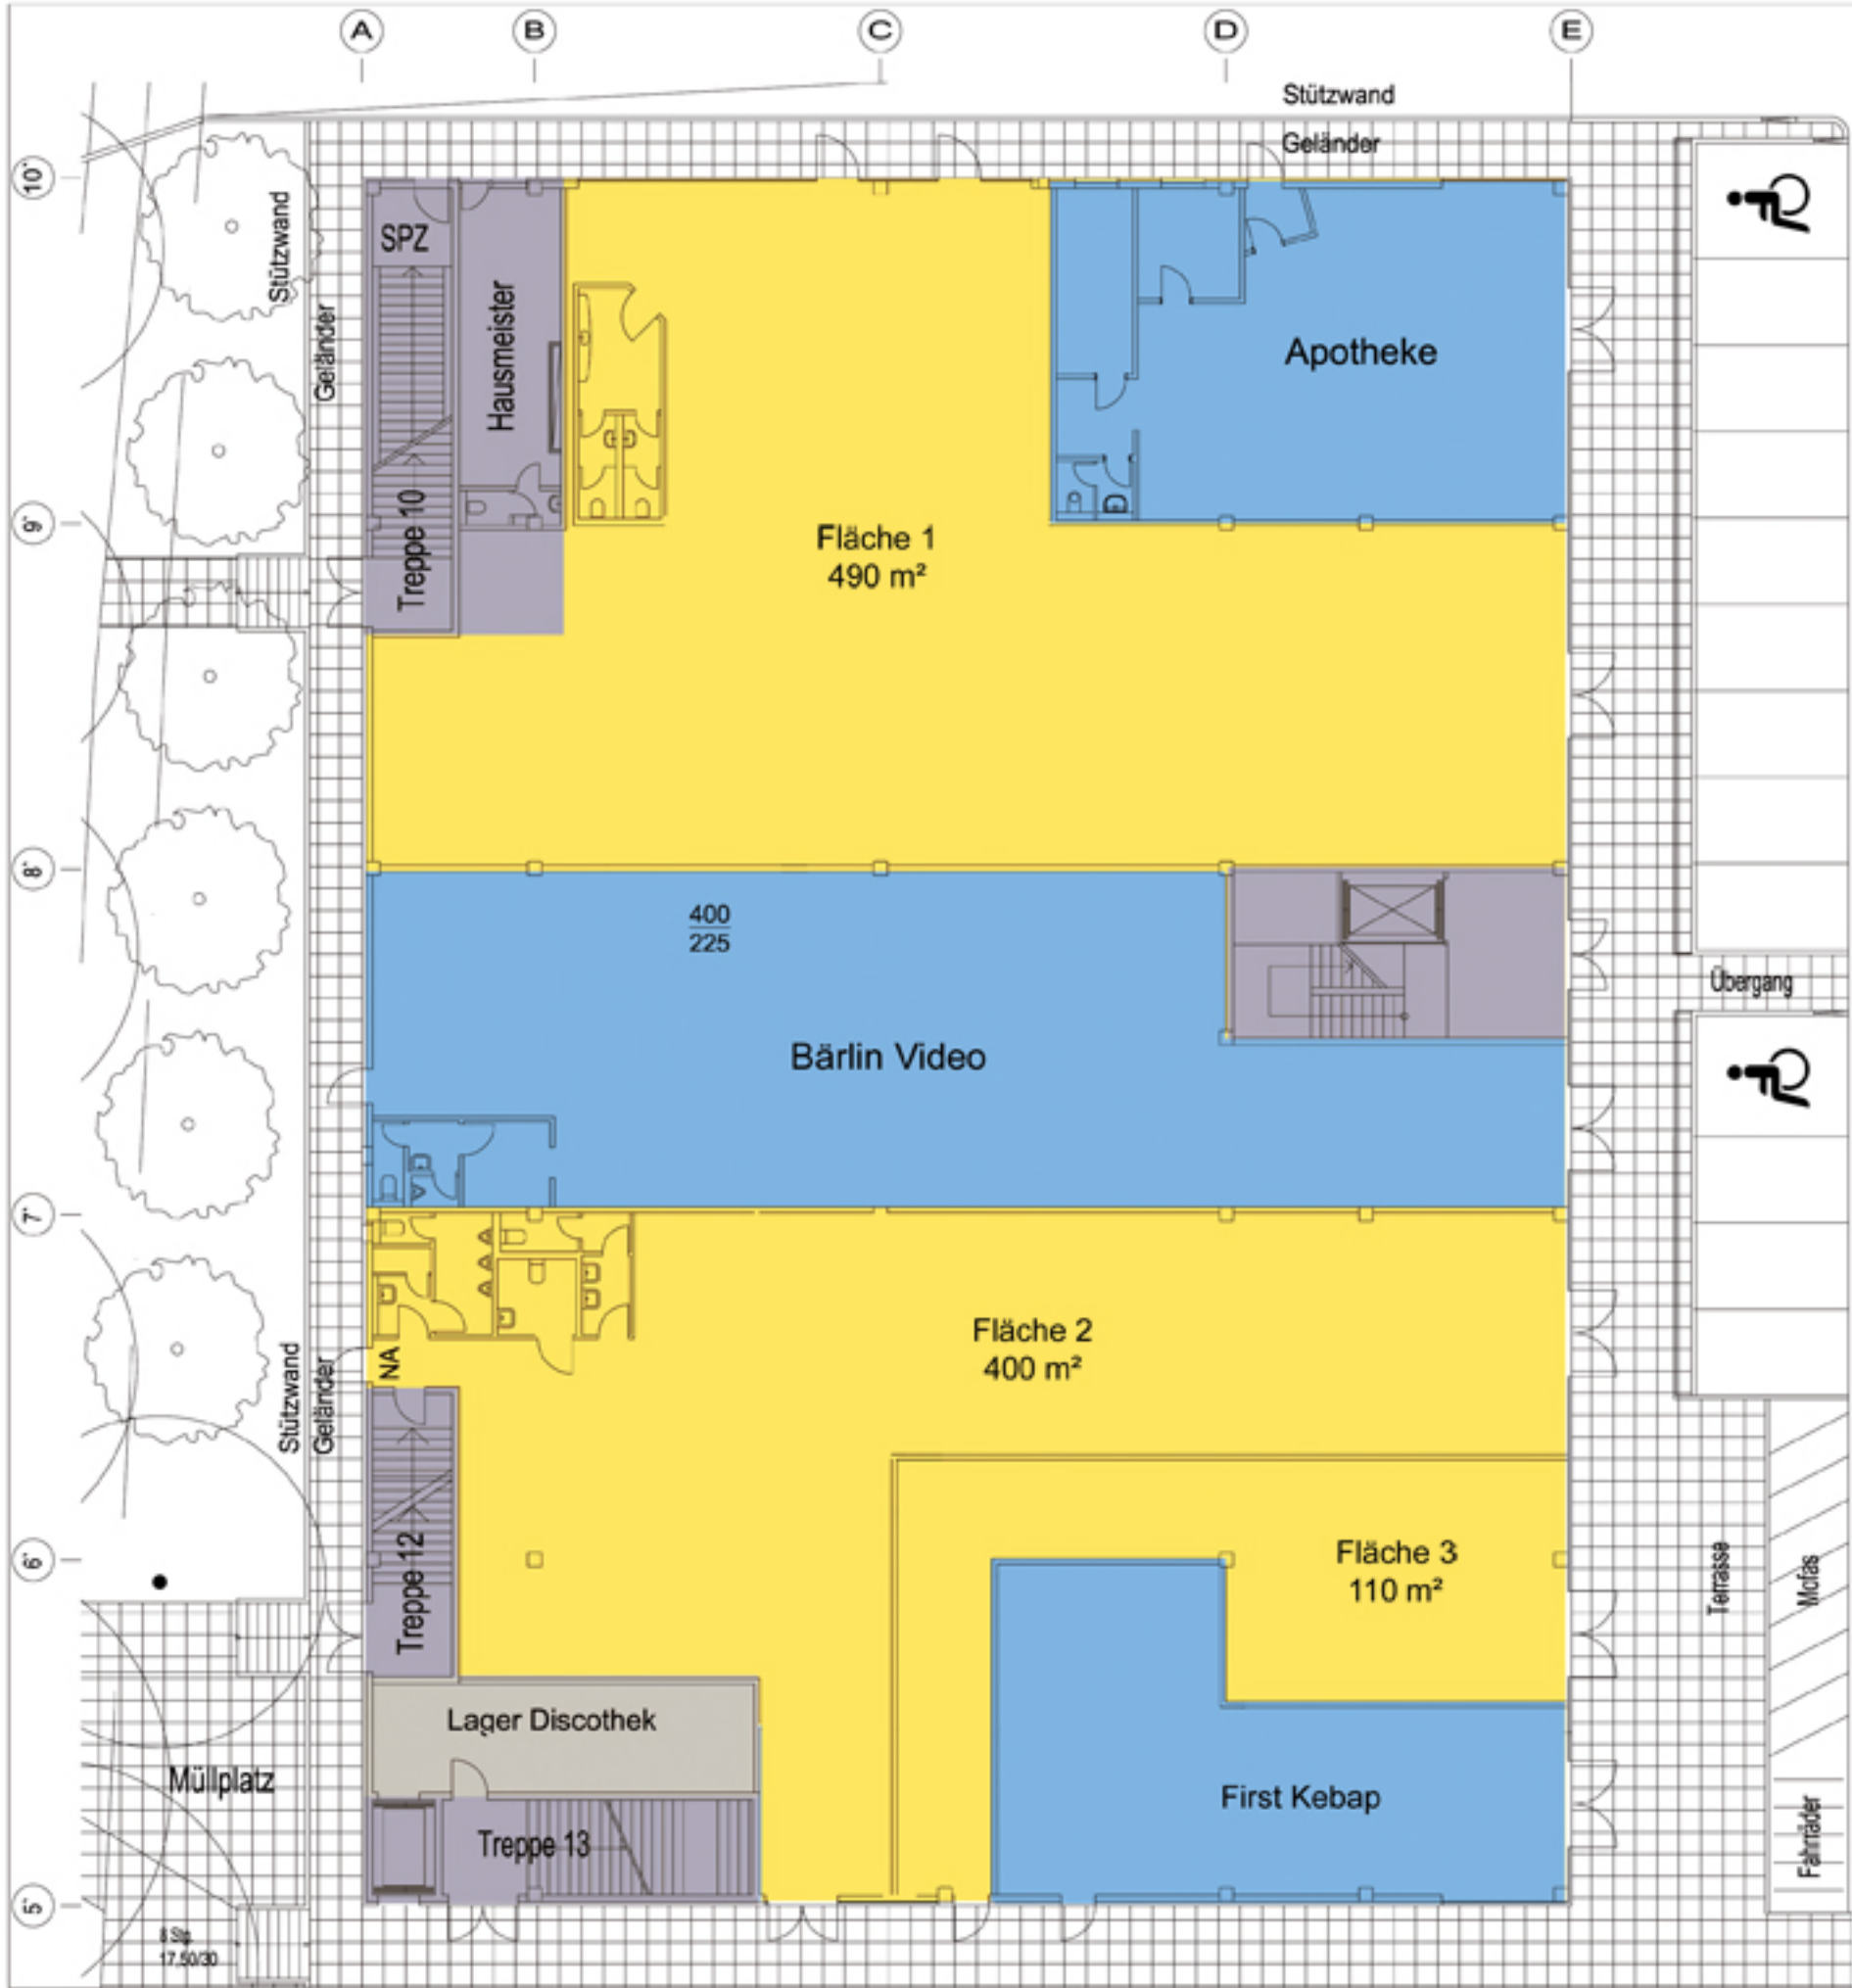 A
B
C
D
E
Stützwand
Geländer
10'
SPZ
Stützwand
Hausmeister
Geländer
Apotheke
Treppe 10
9'
Fläche 1
490 m²
8'
400
225
Übergang
Bärlin Video
7'
Fläche 2
400 m²
NA
Stützwand
Geländer
Treppe 12
6'
Fläche 3
110 m²
Terrasse
Mofas
Lager Discothek
Müllplatz
First Kebap
Treppe 13
Fahrräder
5'
8 Stg.
17,50/30